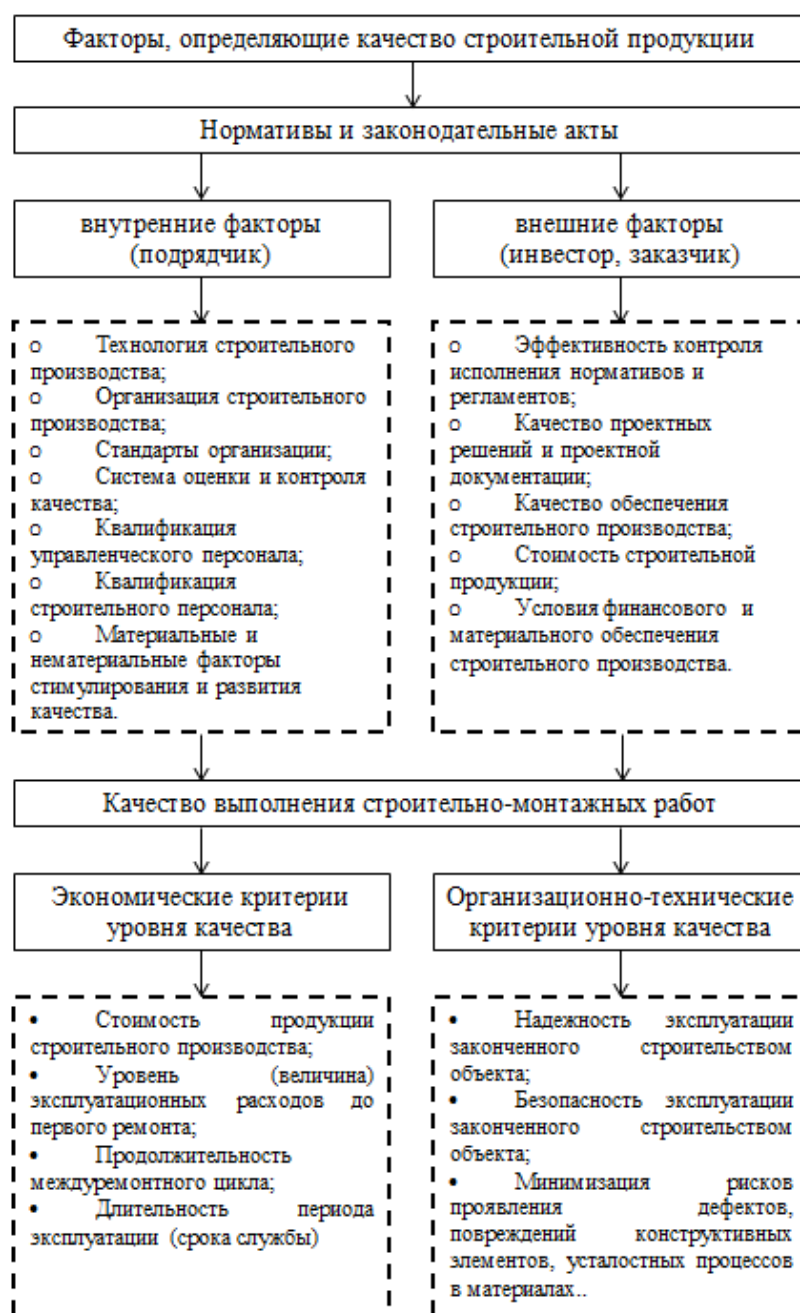 Факторы, определяющие качество строительной продукции
Нормативы и законодательные акты
внутренние факторы
(подрядчик)
внешние факторы
(инвестор, заказчик)
o Технология строительного
производства;
o Организация строительного
производства;
o Стандарты организации;
o Система оценки и контроля
качества;
o Квалификация
управленческого персонала;
o Квалификация
строительного персонала;
o Материальные и
нематериальные факторы
стимулирования и развития
качества.
o Эффективность контроля
исполнения нормативов и
регламентов;
o Качество проектных
решений и проектной
документации;
o Качество обеспечения
строительного производства;
o Стоимость строительной
продукции;
o Условия финансового и
материального обеспечения
строительного производства.
Качество выполнения строительно-монтажных работ
Экономические критерии
уровня качества
Организационно-технические
критерии уровня качества
• Стоимость продукции
строительного производства;
• Уровень (величина)
эксплуатационных расходов до
первого ремонта;
• Продолжительность
междуремонтного цикла;
• Длительность периода
эксплуатации (срока службы)
• Надежность эксплуатации
законченного строительством
объекта;
• Безопасность эксплуатации
законченного строительством
объекта;
• Минимизация рисков
проявления дефектов,
повреждений конструктивных
элементов, усталостных процессов
в материалах..